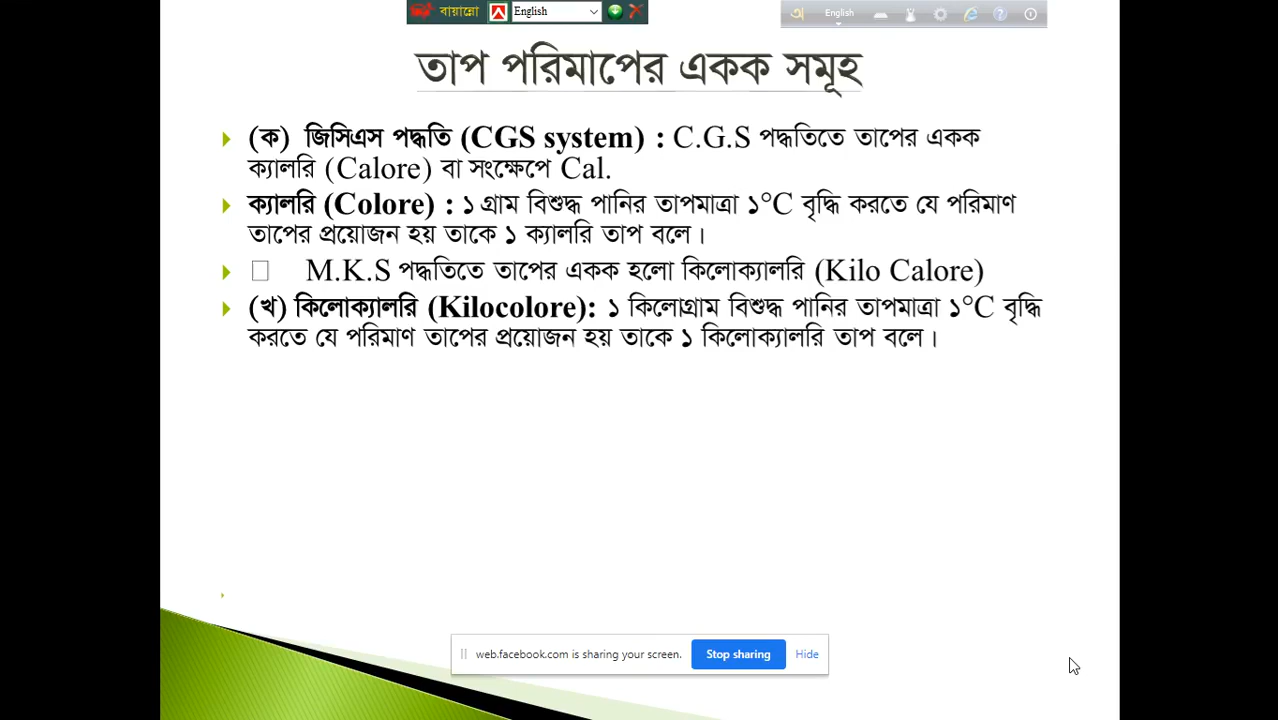 বায়ান্নো English
English
তাপ পরিমাপের একক সমূহ
(ক) জিসিএস পদ্ধতি (CGS system) : C.G.S পদ্ধতিতে তাপের একক
ক্যালরি (Calore) বা সংক্ষেপে Cal.
ক্যালরি (Colore) : ১ গ্রাম বিশুদ্ধ পানির তাপমাত্রা ১°C বৃদ্ধি করতে যে পরিমাণ
তাপের প্রয়োজন হয় তাকে ১ ক্যালরি তাপ বলে।
M.K.S পদ্ধতিতে তাপের একক হলো কিলোক্যালরি (Kilo Calore)
(খ) কিলোক্যালরি (Kilocolore): ১ কিলোগ্রাম বিশুদ্ধ পানির তাপমাত্রা ১°C বৃদ্ধি
করতে যে পরিমাণ তাপের প্রয়োজন হয় তাকে ১ কিলোক্যালরি তাপ বলে।
web.facebook.com is sharing your screen. Stop sharing Hide